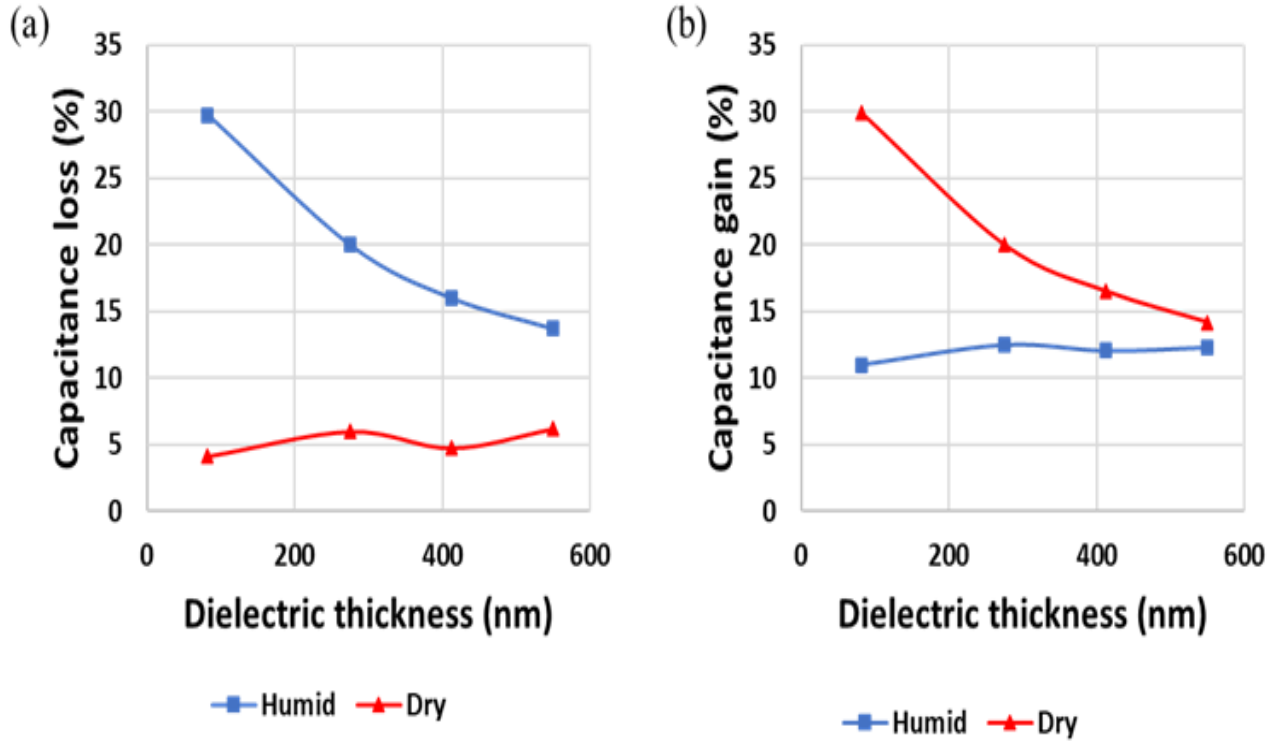 (a)
Capacitance loss (%)
35
30
25
20
15
10
5
0
0 200 400 600
Dielectric thickness (nm)
Humid Dry
(b)
Capacitance gain (%)
35
30
25
20
15
10
5
0
0 200 400 600
Dielectric thickness (nm)
Humid Dry